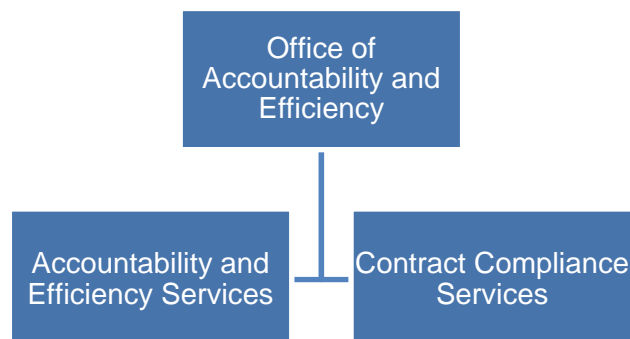 Office of
Accountability and
Efficiency
Accountability and
Efficiency Services
Contract Compliance
Services